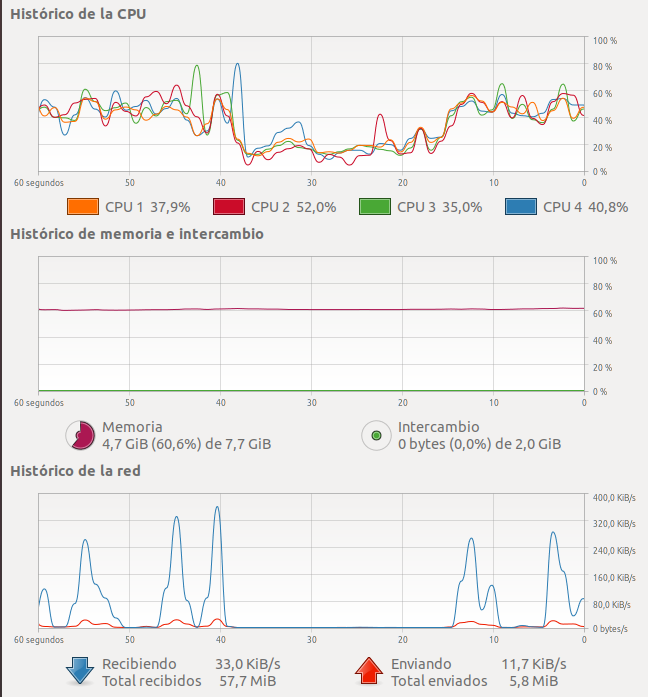 Histórico de la CPU
100 %
80 %
60 %
40 %
20 %
0 %
60 segundos 50 40 30 20 10 0
CPU 1 37,9% CPU 2 52,0% CPU 3 35,0% CPU 4 40,8%
Histórico de memoria e intercambio
100 %
80 %
60 %
40 %
20 %
0 %
60 segundos 50 40 30 20 10 0
Memoria Intercambio
4,7 GiB (60,6%) de 7,7 GiB 0 bytes (0,0%) de 2,0 GiB
Histórico de la red
400,0 KiB/s
320,0 KiB/s
240,0 KiB/s
160,0 KiB/s
80,0 KiB/s
0 bytes/s
60 segundos 50 40 30 20 10 0
Recibiendo 33,0 KiB/s Enviando 11,7 KiB/s
Total recibidos 57,7 MiB Total enviados 5,8 MiB